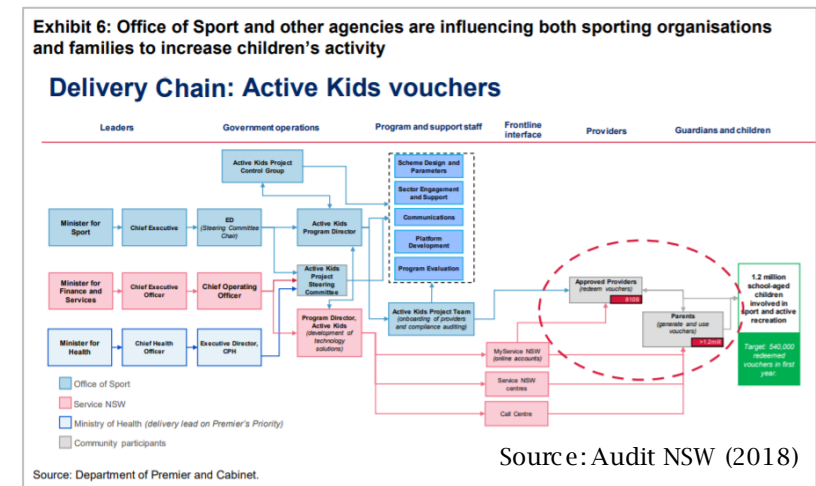 Exhibit 6: Office of Sport and other agencies are influencing both sporting organisations
and families to increase children's activity
Delivery Chain: Active Kids vouchers
Leaders
Government operations
Program and support staff
Frontline
interface
Providers
Guardians and children
Active Kids Project
Control Group
Scheme Design and
Parameters
Sector Engagement
and Support
Communications
Platform
Development
Program Evaluation
Minister for
Sport
Chief Executive
ED
(Steering Committee
Chair)
Active Kids
Program Director
Minister for
Finance and
Services
Chief Executive
Officer
Chief Operating
Officer
Active Kids
Project
Steering
Committee
Program Director,
Active Kids
(development of
technology
solutions)
Active Kids Project Team
(onboarding of providers
and compliance auditing)
Minister for
Health
Chief Health
Officer
Executive Director,
CPH
Approved Providers
(redeem vouchers)
Parents
(generate and use
vouchers)
>1.2mill
1.2 million
school-aged
children
involved in
sport and active
recreation
Target: 540,000
redeemed
vouchers in first
year.
MyService NSW
(online accounts)
Service NSW
centres
Call Centre
Office of Sport
Service NSW
Ministry of Health (delivery lead on Premier's Priority)
Community participants
Source: Audit NSW (2018)
Source: Department of Premier and Cabinet.